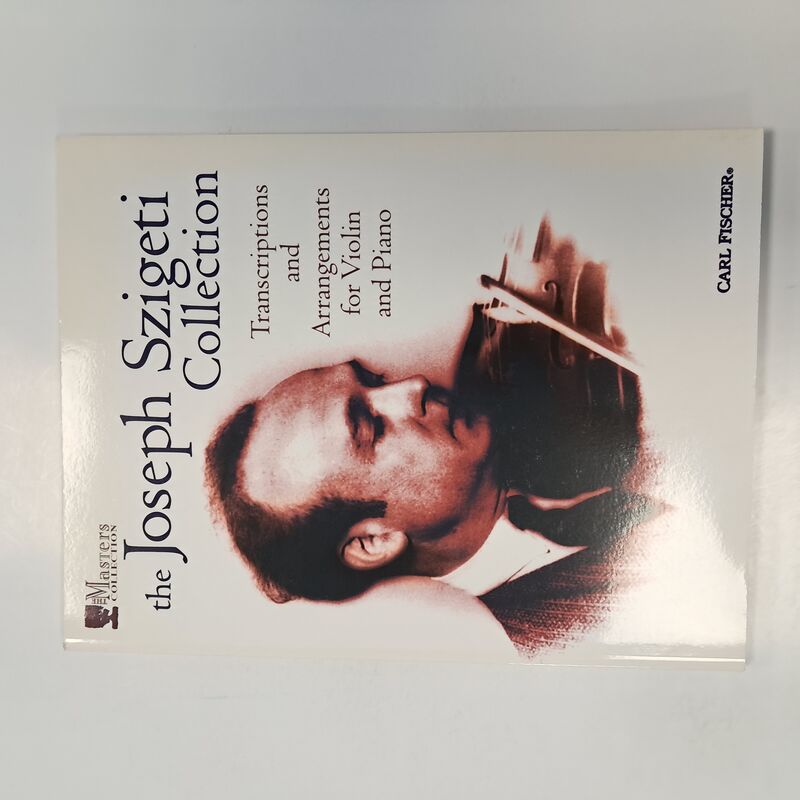 THE MASTERS
COLLECTION
the Joseph Szigeti
Collection
Transcriptions
and
Arrangements
for Violin
and Piano
CARL FISCHER®